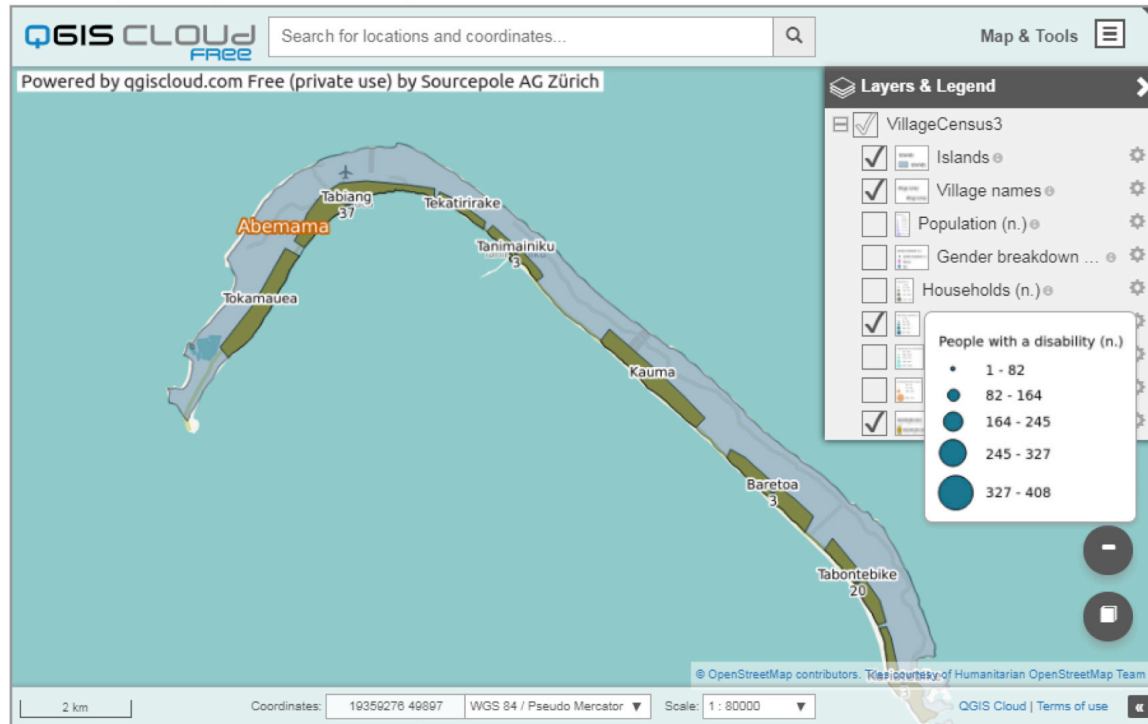 QGIS CLOUD
FREE
Search for locations and coordinates...
Map & Tools
Powered by qgiscloud.com Free (private use) by Sourcepole AG Zürich
Layers & Legend
VillageCensus3
Islands
Village names
Population (n.)
Gender breakdown ...
Households (n.)
People with a disability (n.)
1 - 82
82 - 164
164 - 245
245 - 327
327 - 408
Tabiang
37
Tekatirirake
Abemama
Tanimainiku
3
Tokamauea
Kauma
Baretoa
3
Tabontebike
20
3
© OpenStreetMap contributors. Tiles courtesy of Humanitarian OpenStreetMap Team
2 km
Coordinates: 19359276 49897 WGS 84 / Pseudo Mercator Scale: 1 : 80000
QGIS Cloud | Terms of use